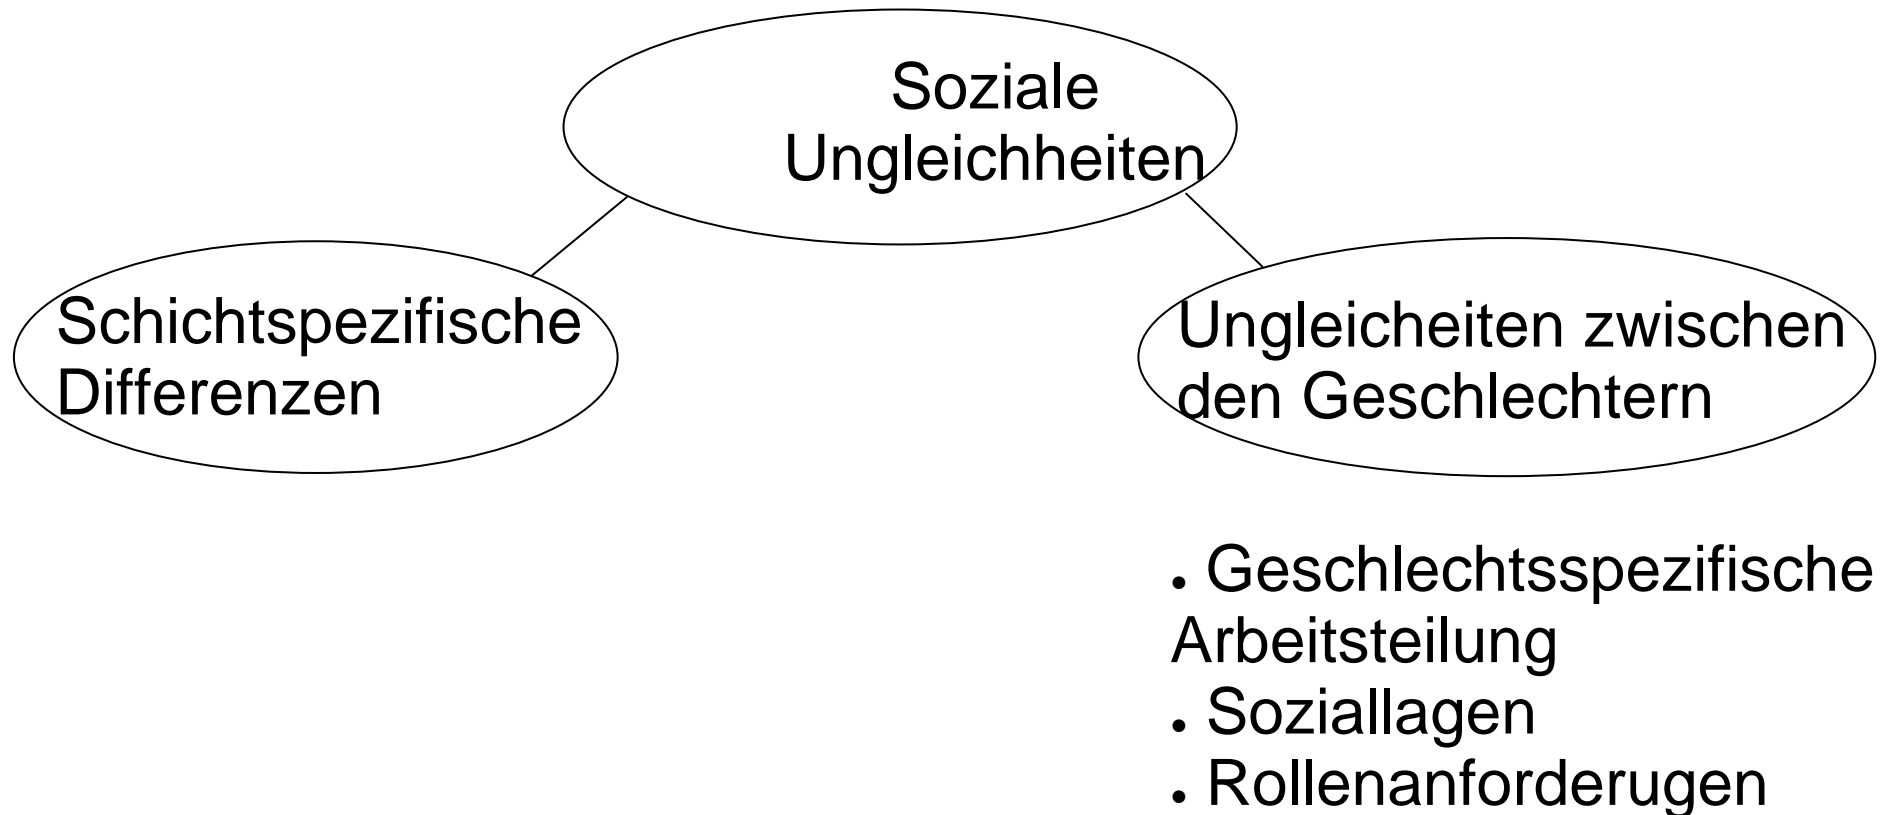 Soziale
Ungleichheiten
Schichtspezifische
Differenzen
Ungleicheiten zwischen
den Geschlechtern
• Geschlechtsspezifische
Arbeitsteilung
• Soziallagen
• Rollenanforderugen